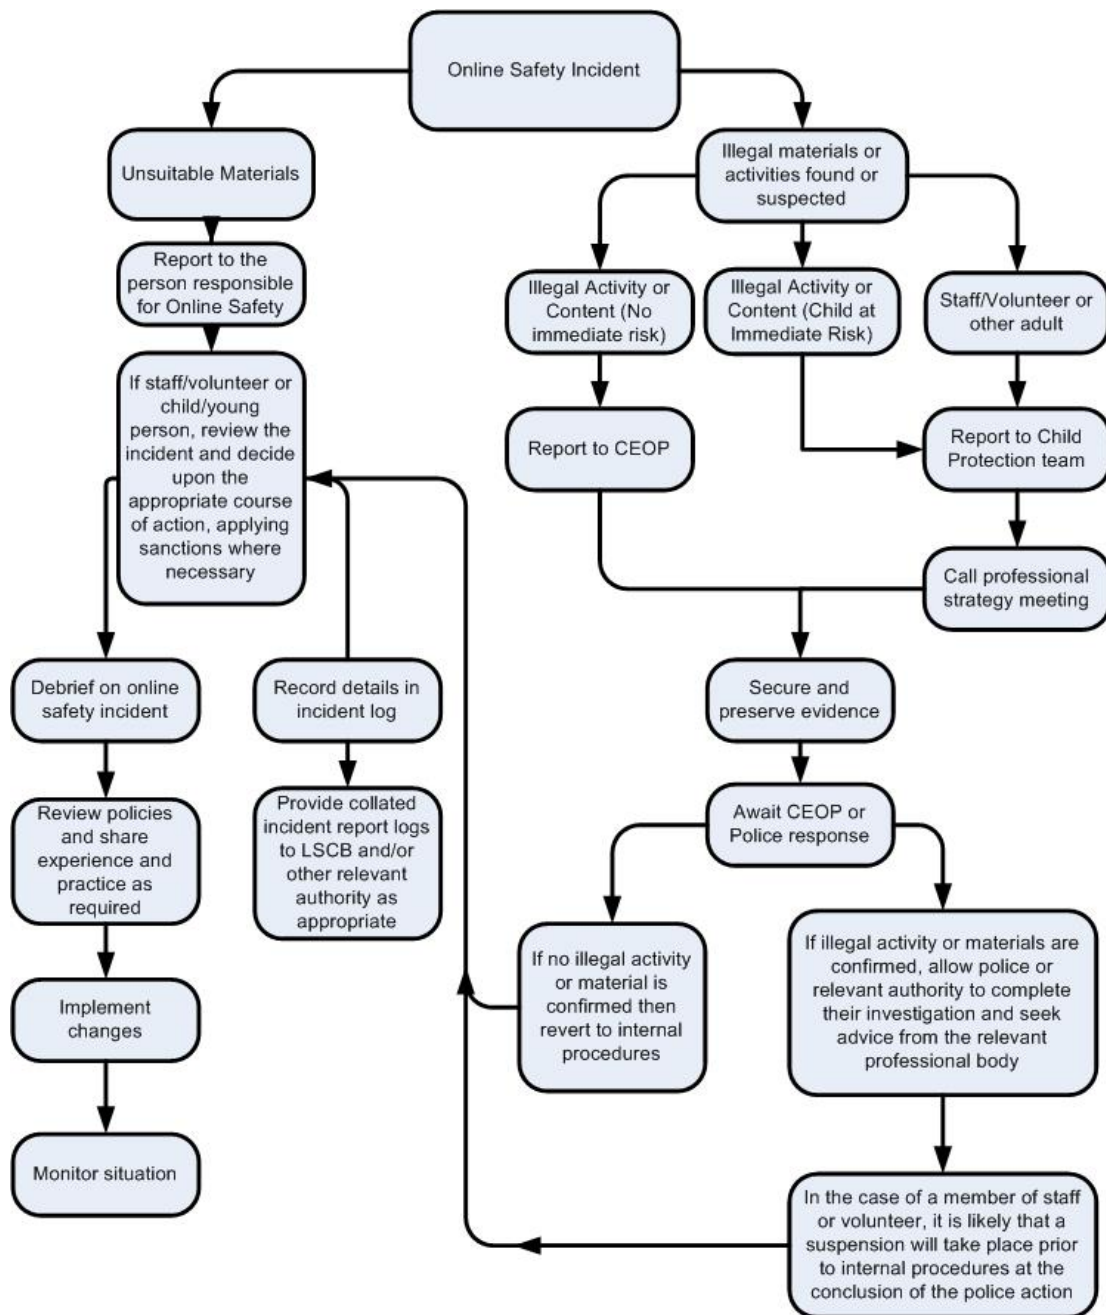 Online Safety Incident
Unsuitable Materials
Report to the
person responsible
for Online Safety
If staff/volunteer or
child/young
person, review the
incident and decide
upon the
appropriate course
of action, applying
sanctions where
necessary
Debrief on online
safety incident
Review policies
and share
experience and
practice as
required
Implement
changes
Monitor situation
Record details in
incident log
Provide collated
incident report logs
to LSCB and/or
other relevant
authority as
appropriate
Illegal materials or
activities found or
suspected
Illegal Activity or
Content (No
immediate risk)
Illegal Activity or
Content (Child at
Immediate Risk)
Staff/Volunteer or
other adult
Report to CEOP
Report to Child
Protection team
Call professional
strategy meeting
Secure and
preserve evidence
Await CEOP or
Police response
If no illegal activity
or material is
confirmed then
revert to internal
procedures
If illegal activity or materials are
confirmed, allow police or
relevant authority to complete
their investigation and seek
advice from the relevant
professional body
In the case of a member of staff
or volunteer, it is likely that a
suspension will take place prior
to internal procedures at the
conclusion of the police action